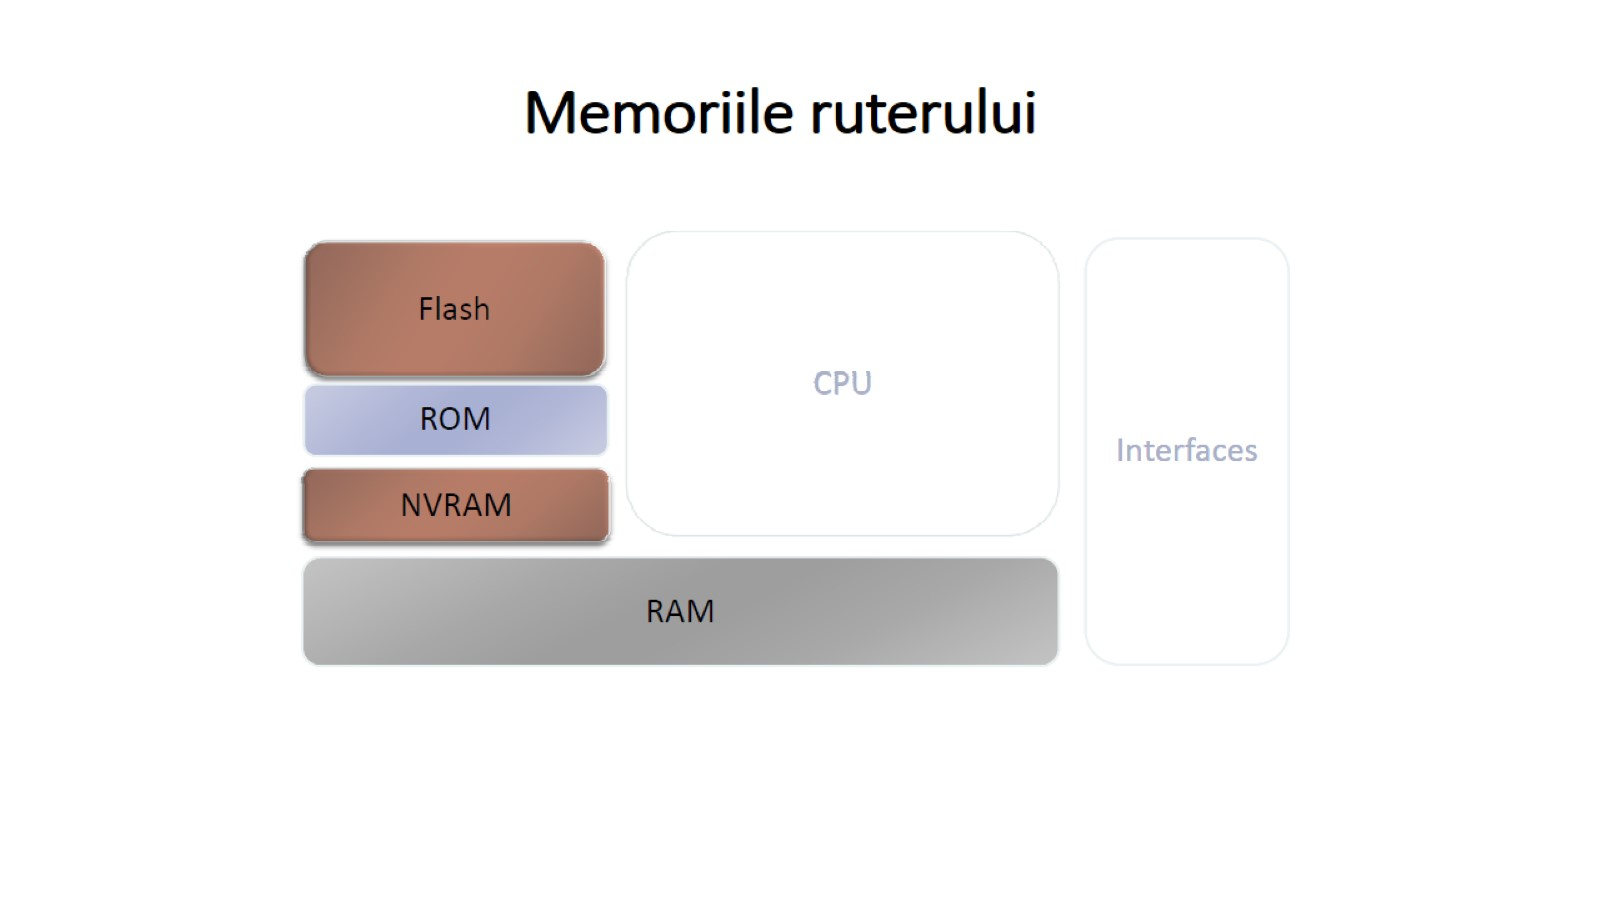 Memoriile ruterului
Flash
ROM
NVRAM
RAM
CPU
Interfaces